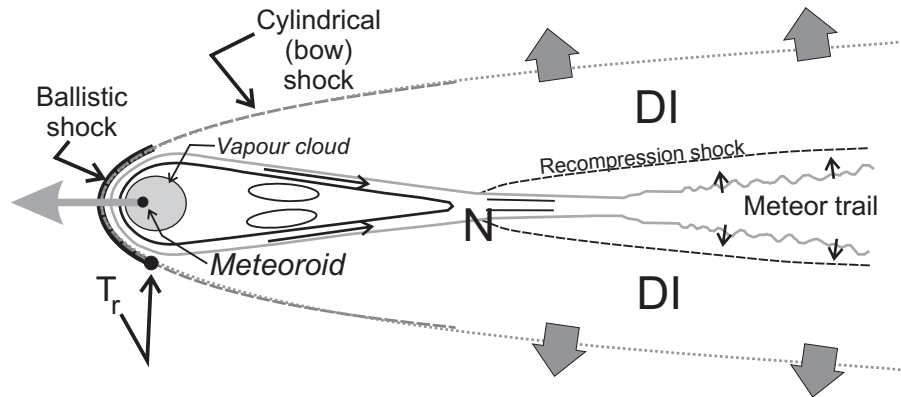 Cylindrical
(bow)
shock
Ballistic
shock
DI
Vapour cloud
Recompression shock
Meteor trail
N
Meteoroid
DI
Tr